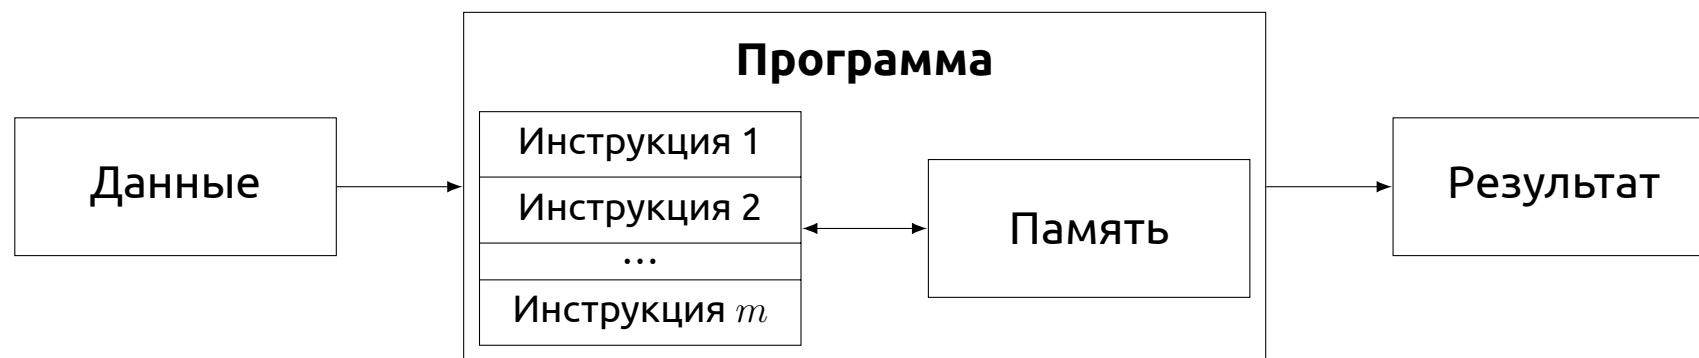 Программа
Данные
Инструкция 1
Инструкция 2
...
Инструкция m
Память
Результат